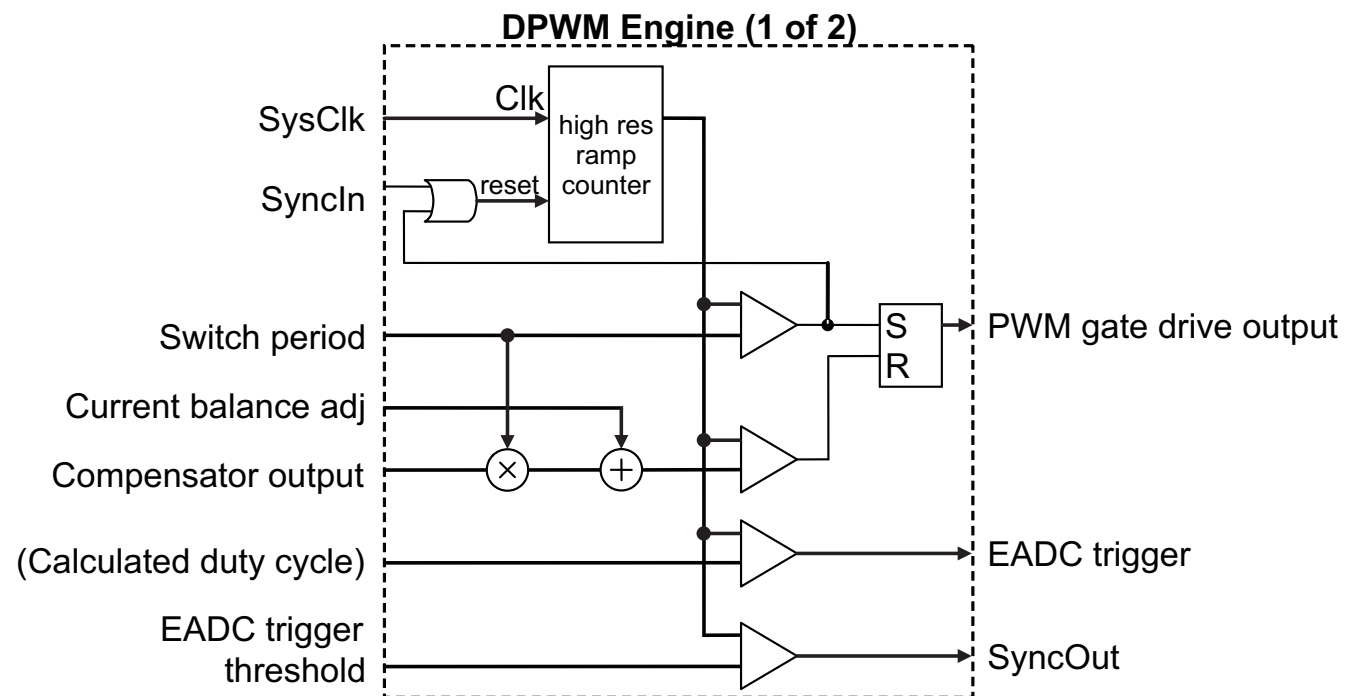 DPWM Engine (1 of 2)
SysClk
Clk
high res
ramp
counter
SyncIn
reset
Switch period
S
R
PWM gate drive output
Current balance adj
Compensator output
(Calculated duty cycle)
EADC trigger
EADC trigger
threshold
SyncOut